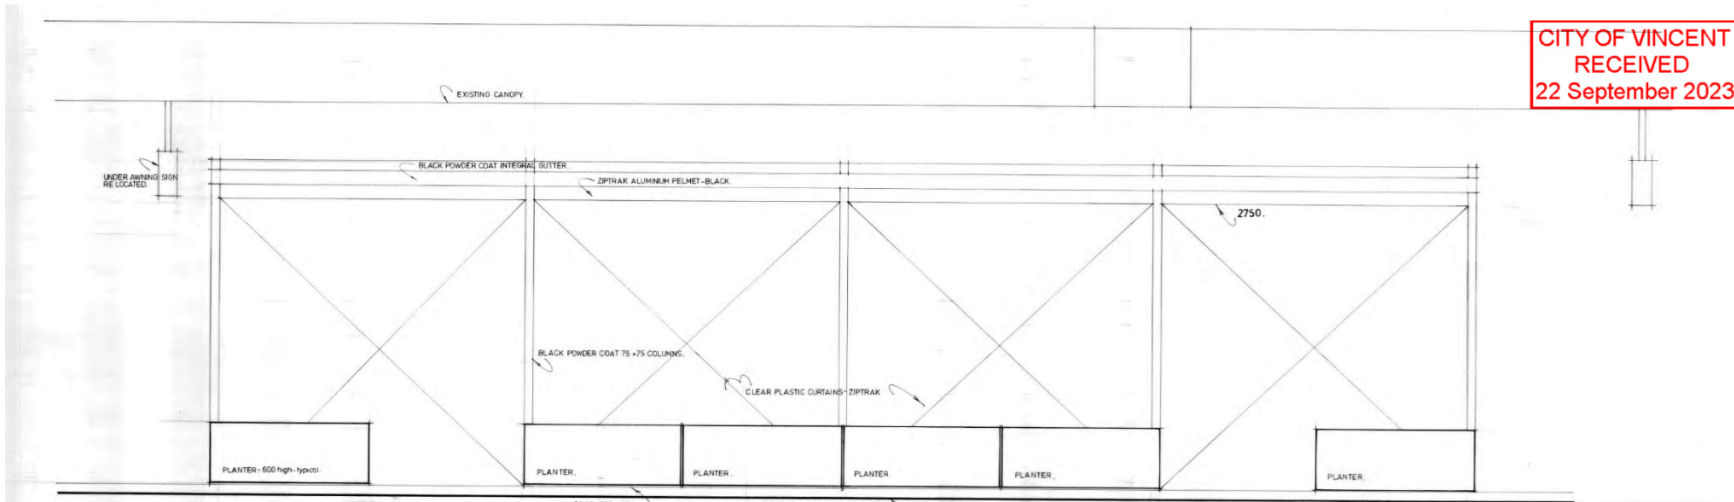 CITY OF VINCENT
RECEIVED
22 September 2023
EXISTING CANOPY.
UNDER AWNING SIGN
RE LOCATED.
BLACK POWDER COAT INTEGRAL GUTTER.
ZIPTRAK ALUMINIUM PELMET-BLACK.
2750.
BLACK POWDER COAT 75 x75 COLUMNS.
CLEAR PLASTIC CURTAINS-ZIPTRAK
PLANTER-600 high-typical.
PLANTER.
PLANTER.
PLANTER.
PLANTER.
PLANTER.